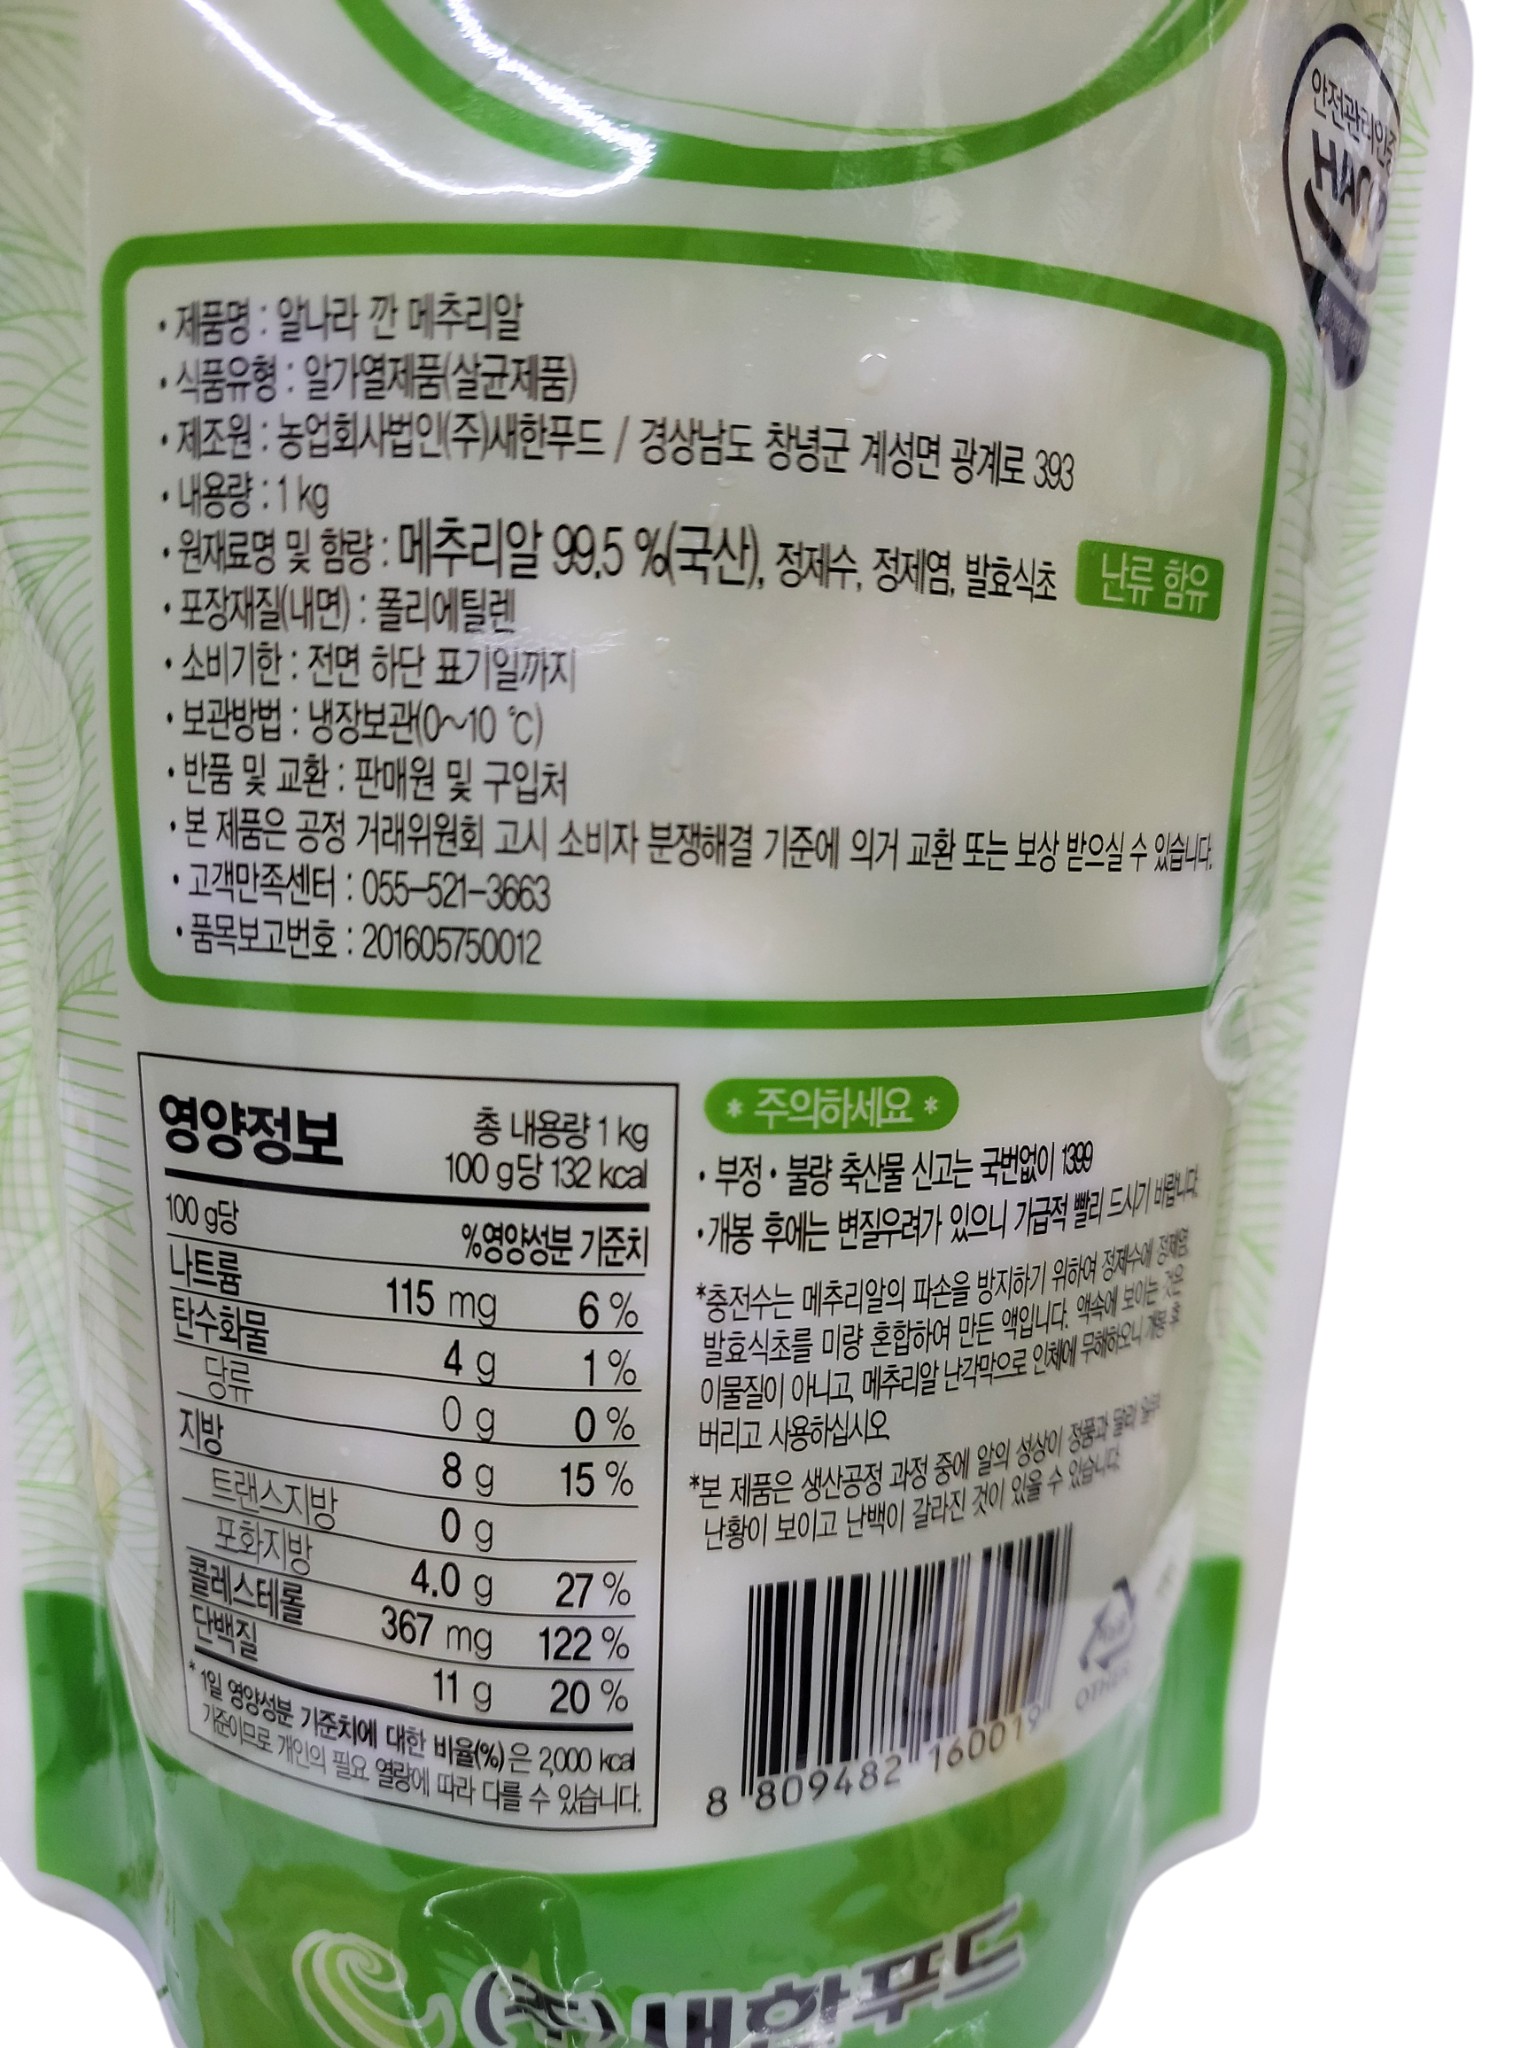 안전관리인증
• 제품명 : 알나라 깐 메추리알
• 식품유형 : 알가열제품(살균제품)
• 제조원 : 농업회사법인(주)새한푸드 / 경상남도 창녕군 계성면 광계로 393
• 내용량 : 1 kg
• 원재료명 및 함량 : 메추리알 99.5 %(국산), 정제수, 정제염, 발효식초 난류 함유
• 포장재질(내면) : 폴리에틸렌
• 소비기한 : 전면 하단 표기일까지
• 보관방법 : 냉장보관(0~10 ℃)
• 반품 및 교환 : 판매원 및 구입처
• 본 제품은 공정 거래위원회 고시 소비자 분쟁해결 기준에 의거 교환 또는 보상 받으실 수 있습니다.
• 고객만족센터 : 055-521-3663
• 품목보고번호 : 201605750012
영양정보
총 내용량 1 kg
100 g당 132 kcal
100 g당 %영양성분 기준치
나트륨 115 mg 6 %
탄수화물 4 g 1 %
당류 0 g 0 %
지방 8 g 15 %
트랜스지방 0 g
포화지방 4.0 g 27 %
콜레스테롤 367 mg 122 %
단백질 11 g 20 %
* 1일 영양성분 기준치에 대한 비율(%)은 2,000 kcal
기준이므로 개인의 필요 열량에 따라 다를 수 있습니다.
* 주의하세요 *
• 부정 • 불량 축산물 신고는 국번없이 1399
• 개봉 후에는 변질우려가 있으니 가급적 빨리 드시기 바랍니다.
*충전수는 메추리알의 파손을 방지하기 위하여 정제수에 정제염,
발효식초를 미량 혼합하여 만든 액입니다. 액속에 보이는 것은
이물질이 아니고, 메추리알 난각막으로 인체에 무해하오니 개봉 후
버리고 사용하십시오.
*본 제품은 생산공정 과정 중에 알의 성상이 정품과 달리 일부
난황이 보이고 난백이 갈라진 것이 있을 수 있습니다.
8 809482 160019
(주)새한푸드